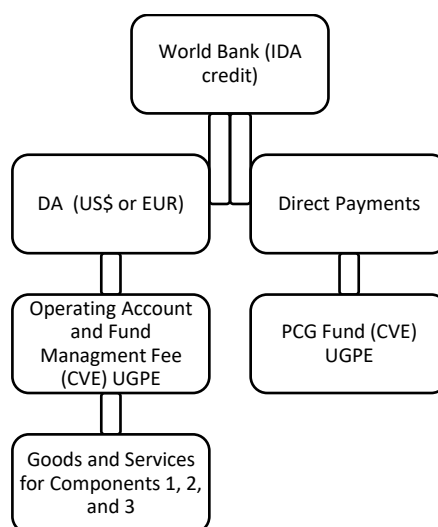 World Bank (IDA
credit)
DA (US$ or EUR)
Direct Payments
Operating Account
and Fund
Managment Fee
(CVE) UGPE
PCG Fund (CVE)
UGPE
Goods and Services
for Components 1, 2,
and 3